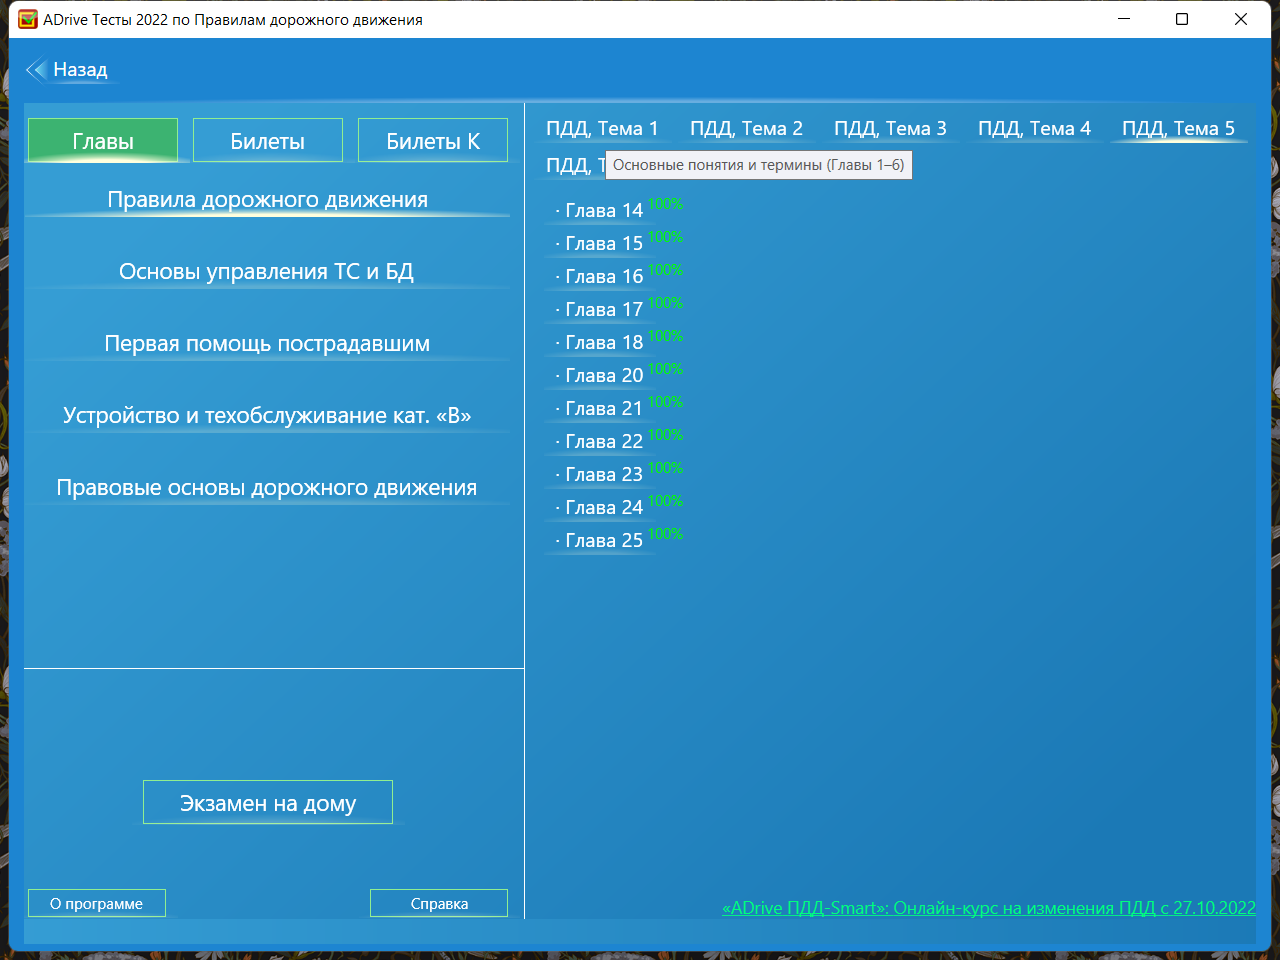 ADrive Тесты 2022 по Правилам дорожного движения
Назад
Главы
Билеты
Билеты К
Правила дорожного движения
Основы управления ТС и БД
Первая помощь пострадавшим
Устройство и техобслуживание кат. «В»
Правовые основы дорожного движения
Экзамен на дому
О программе
Справка
ПДД, Тема 1
ПДД, Тема 2
ПДД, Тема 3
ПДД, Тема 4
ПДД, Тема 5
ПДД, Т
Основные понятия и термины (Главы 1–6)
· Глава 14 100%
· Глава 15 100%
· Глава 16 100%
· Глава 17 100%
· Глава 18 100%
· Глава 20 100%
· Глава 21 100%
· Глава 22 100%
· Глава 23 100%
· Глава 24 100%
· Глава 25 100%
«ADrive ПДД-Smart»: Онлайн-курс на изменения ПДД с 27.10.2022